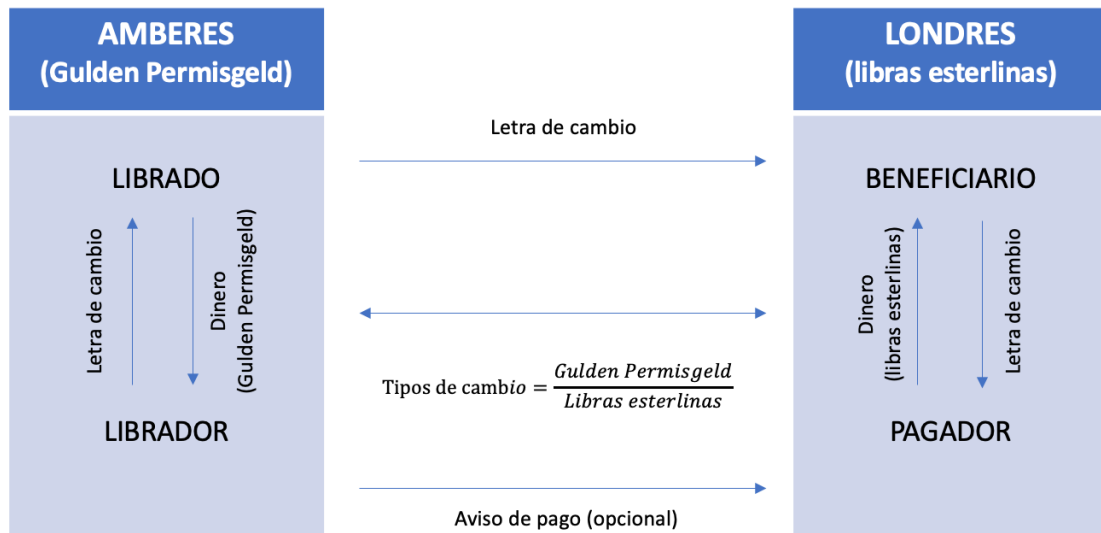 AMBERES
(Gulden Permisgeld)
LONDRES
(libras esterlinas)
Letra de cambio
LIBRADO
BENEFICIARIO
Letra de cambio
Dinero
(Gulden Permisgeld)
Dinero
(libras esterlinas)
Letra de cambio
Tipos de cambio = Gulden Permisgeld
Libras esterlinas
LIBRADOR
PAGADOR
Aviso de pago (opcional)